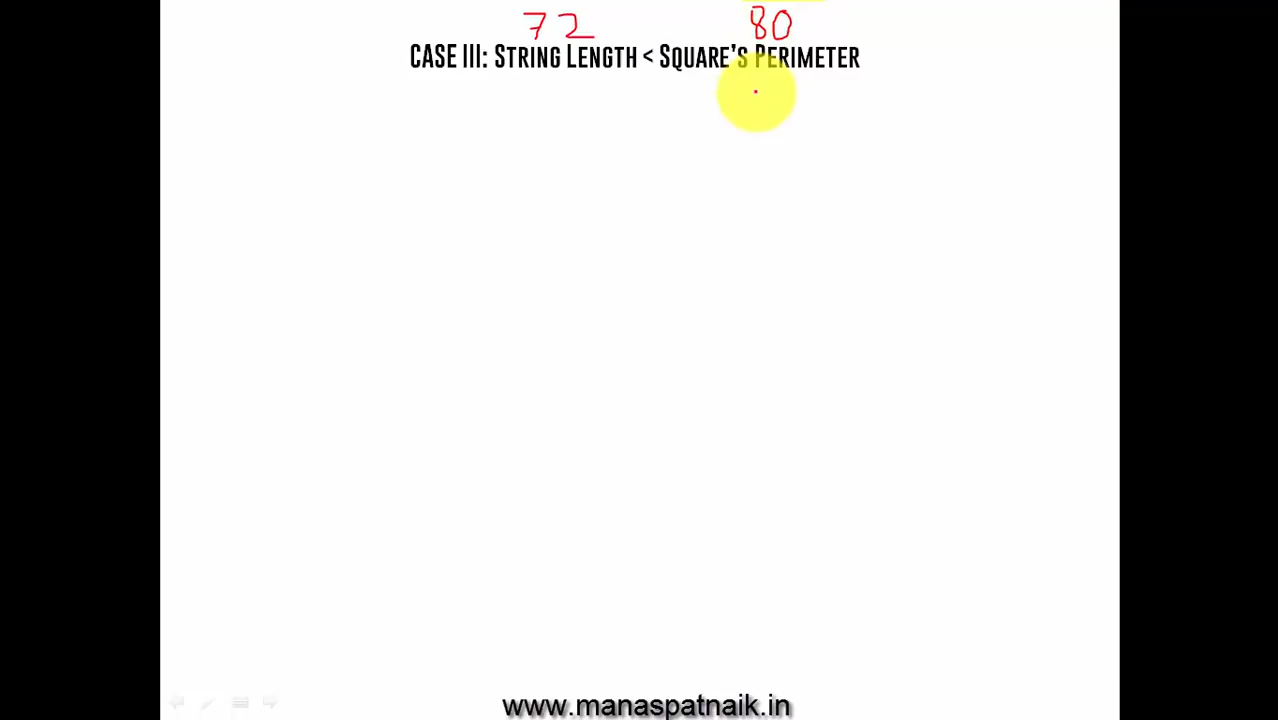 72 80
CASE III: STRING LENGTH < SQUARE'S PERIMETER
www.manaspatnaik.in